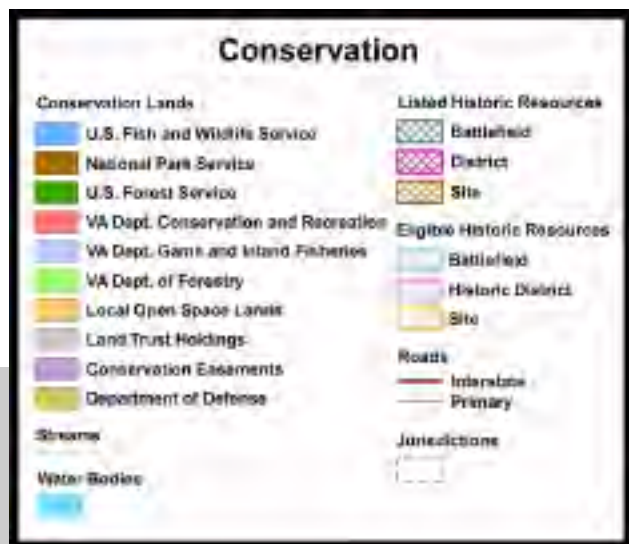 Conservation
Conservation Lands
U.S. Fish and Wildlife Service
National Park Service
U.S. Forest Service
VA Dept. Conservation and Recreation
VA Dept. Game and Inland Fisheries
VA Dept. of Forestry
Local Open Space Lands
Land Trust Holdings
Conservation Easements
Department of Defense
Streams
Water Bodies
Listed Historic Resources
Battlefield
District
Site
Eligible Historic Resources
Battlefield
Historic District
Site
Roads
Interstate
Primary
Jurisdictions